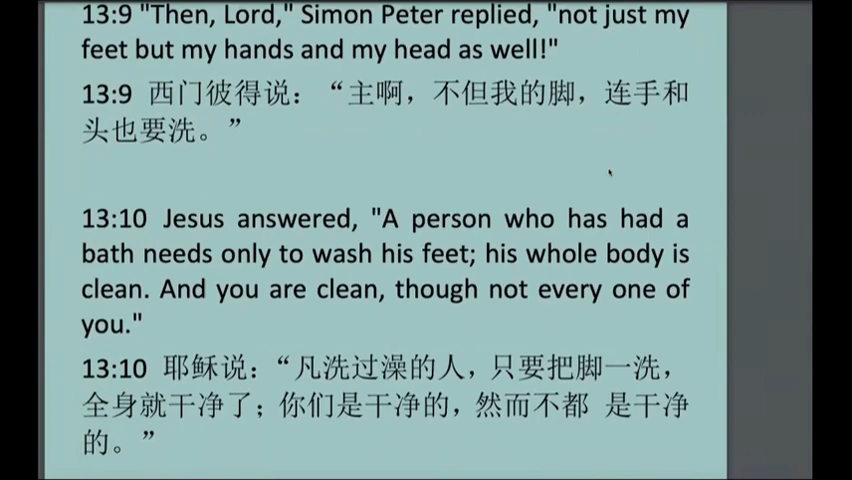 13:9 "Then, Lord," Simon Peter replied, "not just my
feet but my hands and my head as well!"
13:9 西门彼得说：“主啊，不但我的脚，连手和
头也要洗。”
13:10 Jesus answered, "A person who has had a
bath needs only to wash his feet; his whole body is
clean. And you are clean, though not every one of
you."
13:10 耶稣说：“凡洗过澡的人，只要把脚一洗，
全身就干净了；你们是干净的，然而不都 是干净
的。”